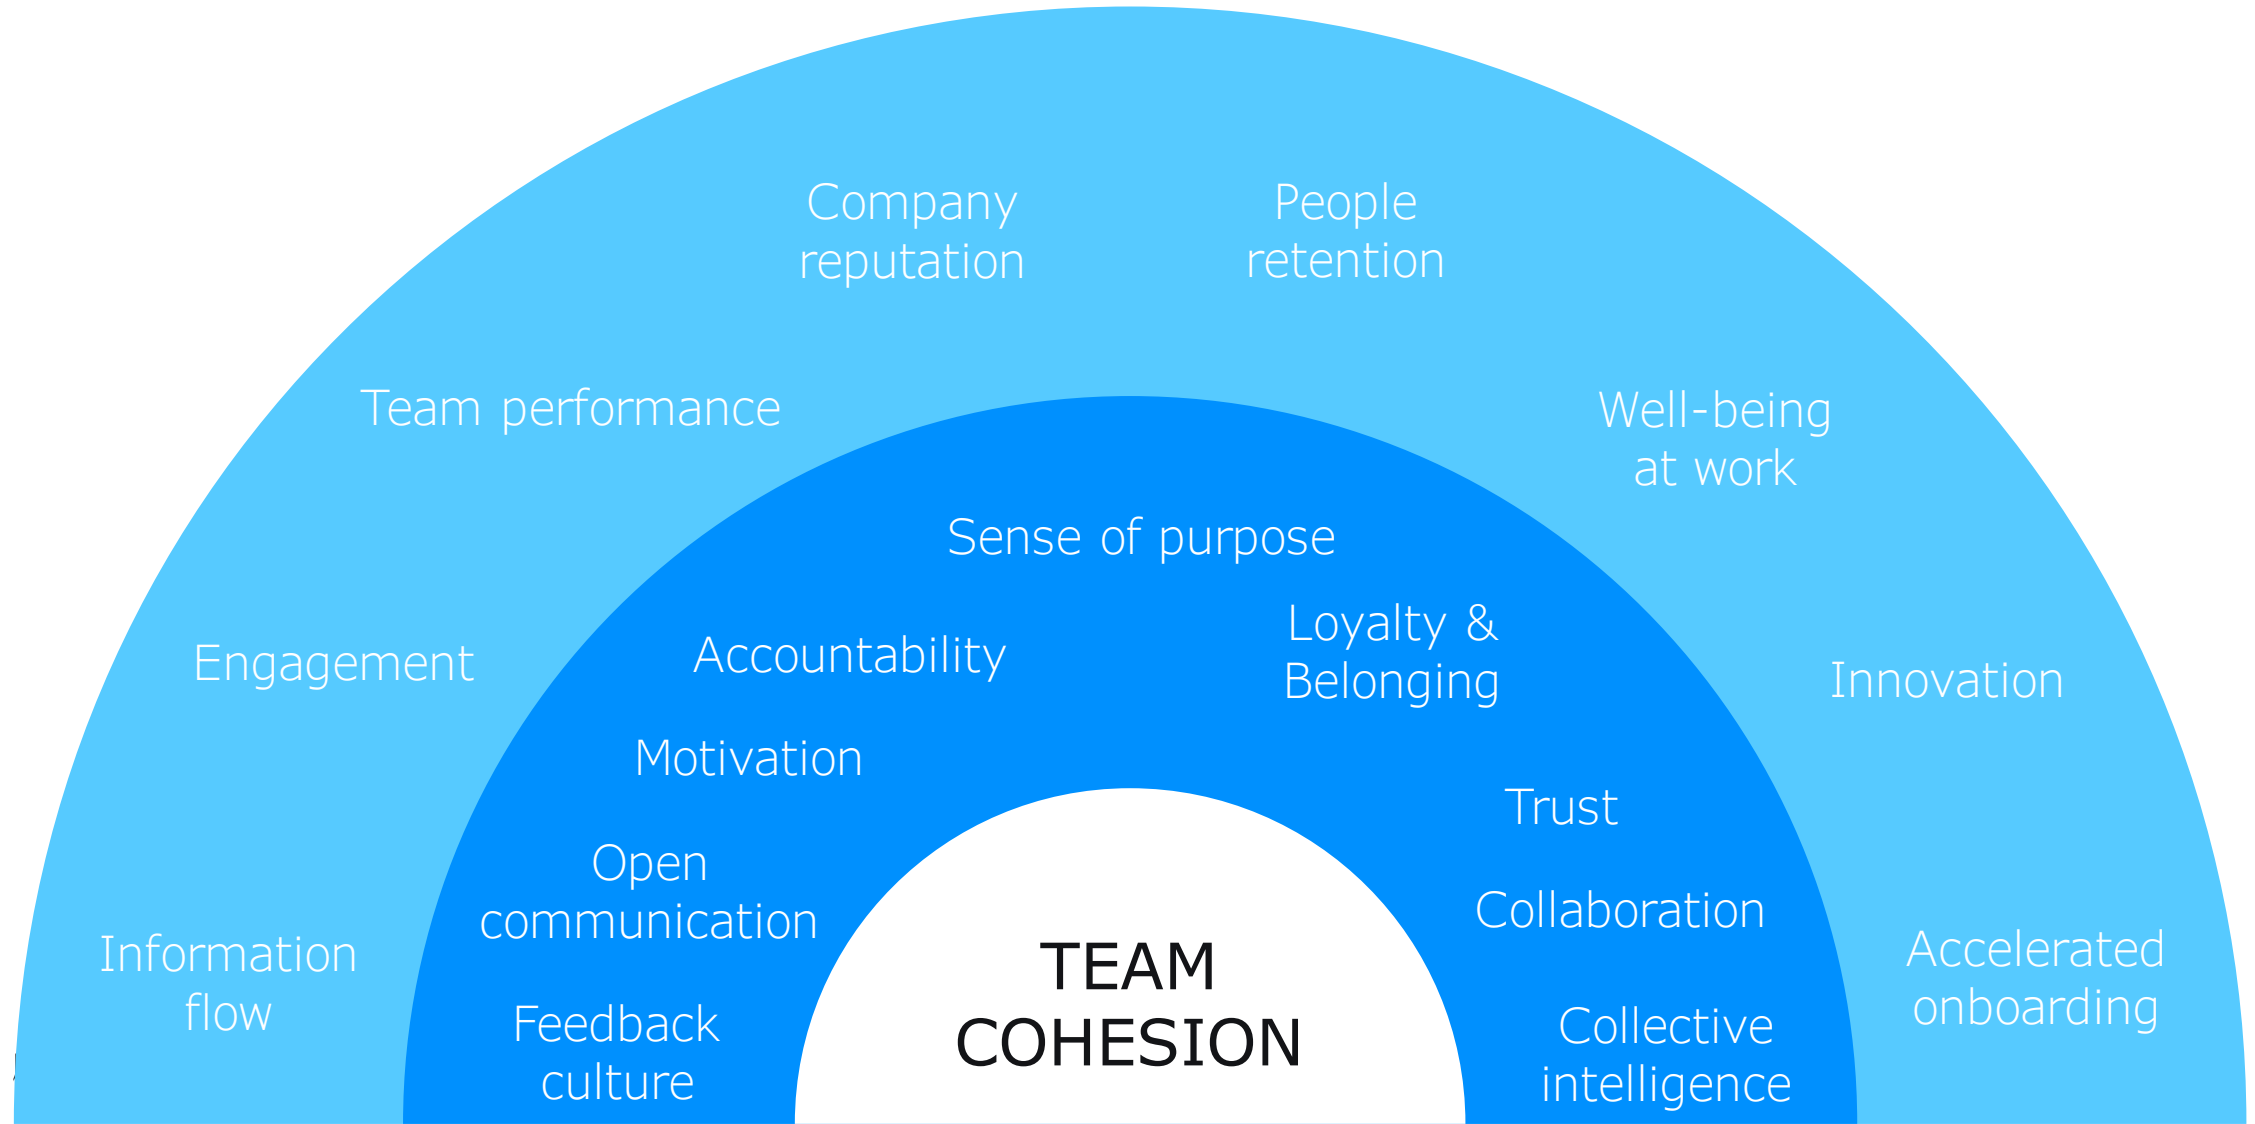 Company
reputation
People
retention
Team performance
Well-being
at work
Sense of purpose
Loyalty &
Belonging
Accountability
Engagement
Innovation
Motivation
Trust
Open
communication
Collaboration
Information
flow
Accelerated
onboarding
TEAM
COHESION
Feedback
culture
Collective
intelligence